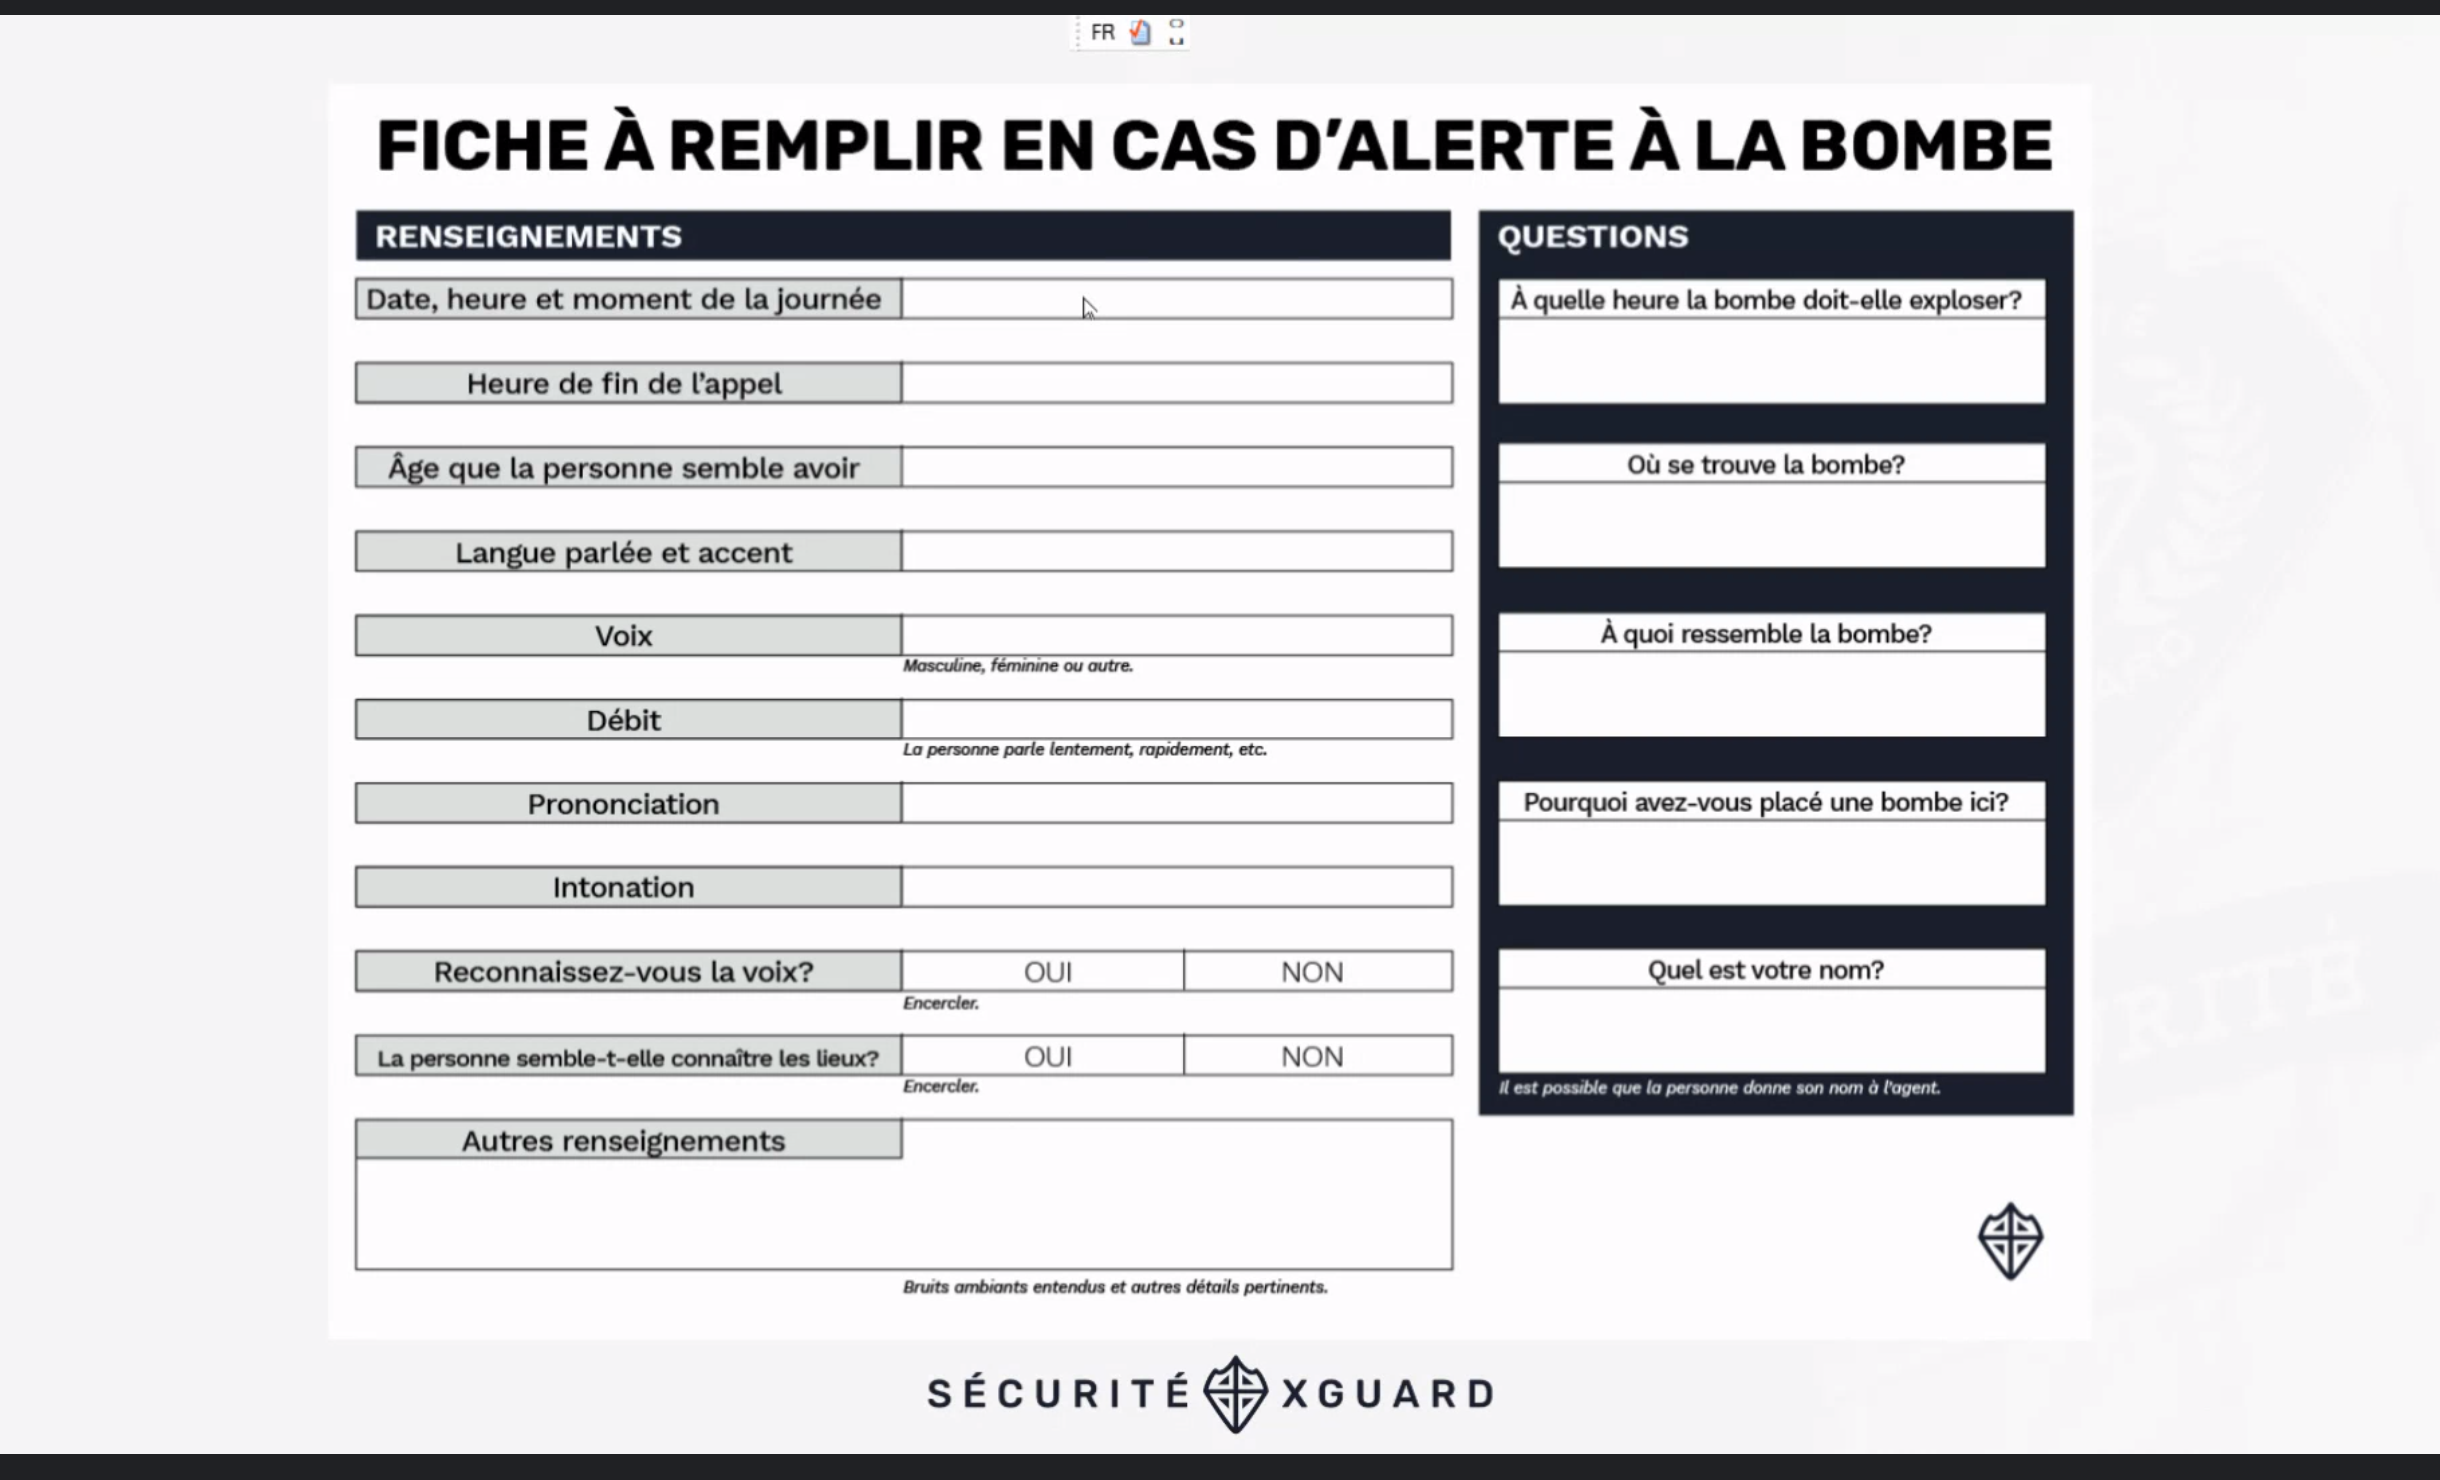 FR
FICHE À REMPLIR EN CAS D'ALERTE À LA BOMBE
RENSEIGNEMENTS
Date, heure et moment de la journée
Heure de fin de l'appel
Âge que la personne semble avoir
Langue parlée et accent
Voix
Masculine, féminine ou autre.
Débit
La personne parle lentement, rapidement, etc.
Prononciation
Intonation
Reconnaissez-vous la voix? OUI NON
Encercler.
La personne semble-t-elle connaître les lieux? OUI NON
Encercler.
Autres renseignements
Bruits ambiants entendus et autres détails pertinents.
QUESTIONS
À quelle heure la bombe doit-elle exploser?
Où se trouve la bombe?
À quoi ressemble la bombe?
Pourquoi avez-vous placé une bombe ici?
Quel est votre nom?
Il est possible que la personne donne son nom à l'agent.
SÉCURITÉ XGUARD
RITÉ